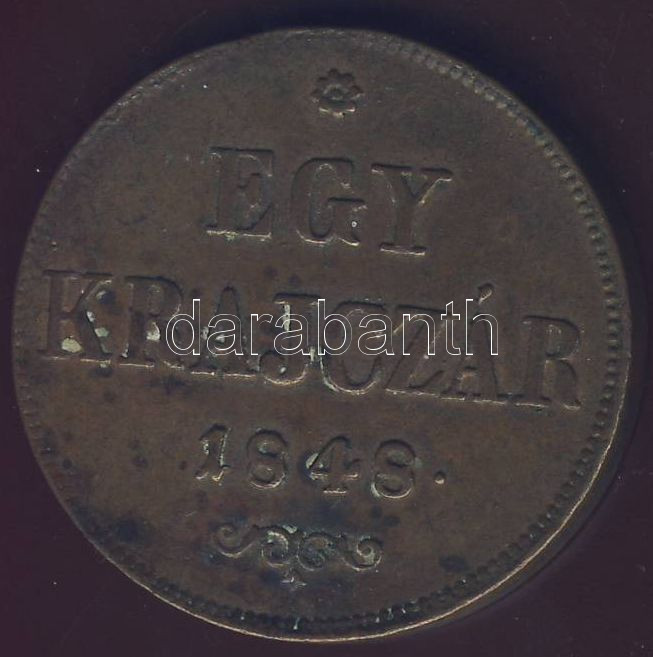 EGY
KRAJCZÁR
1848.
darabanth